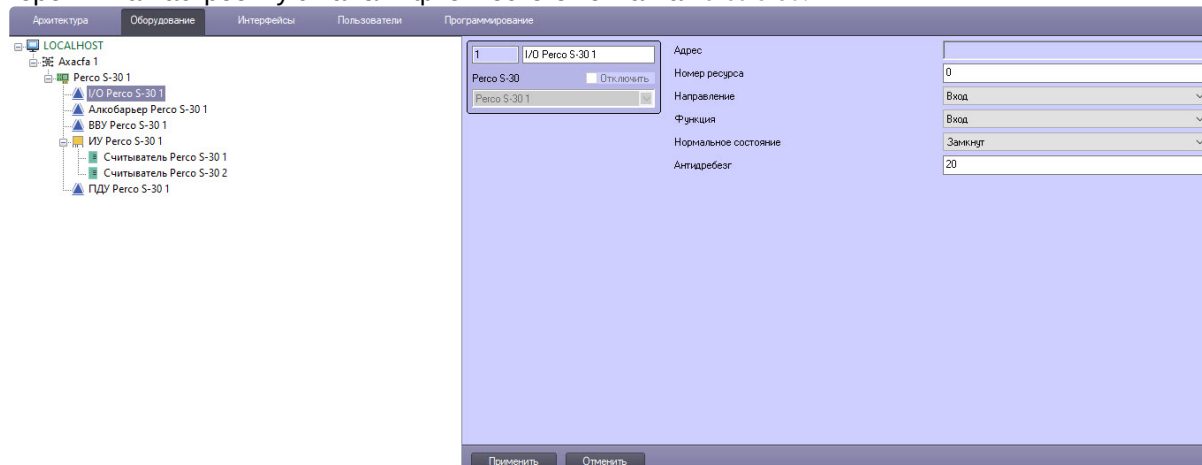 Архитектура Оборудование Интерфейсы Пользователи Программирование
LOCALHOST
Axacfa 1
Perco S-30 1
I/O Perco S-30 1
Алкобарьер Perco S-30 1
ВВУ Perco S-30 1
ИУ Perco S-30 1
Считыватель Perco S-30 1
Считыватель Perco S-30 2
ПДУ Perco S-30 1
1 I/O Perco S-30 1
Perco S-30 Отключить
Perco S-30 1
Адрес
Номер ресурса 0
Направление Вход
Функция Вход
Нормальное состояние Замкнут
Антидребезг 20
Применить Отменить